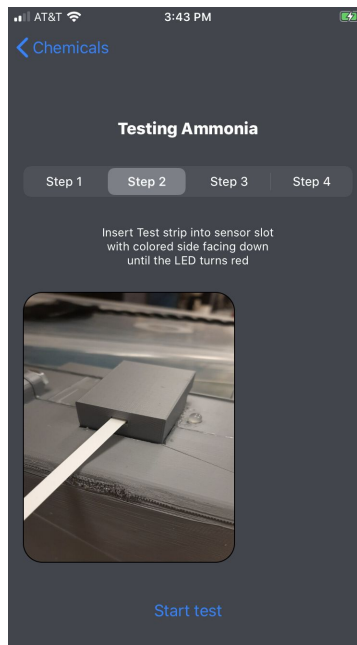 AT&T
3:43 PM
Chemicals
Testing Ammonia
Step 1 Step 2 Step 3 Step 4
Insert Test strip into sensor slot
with colored side facing down
until the LED turns red
Start test